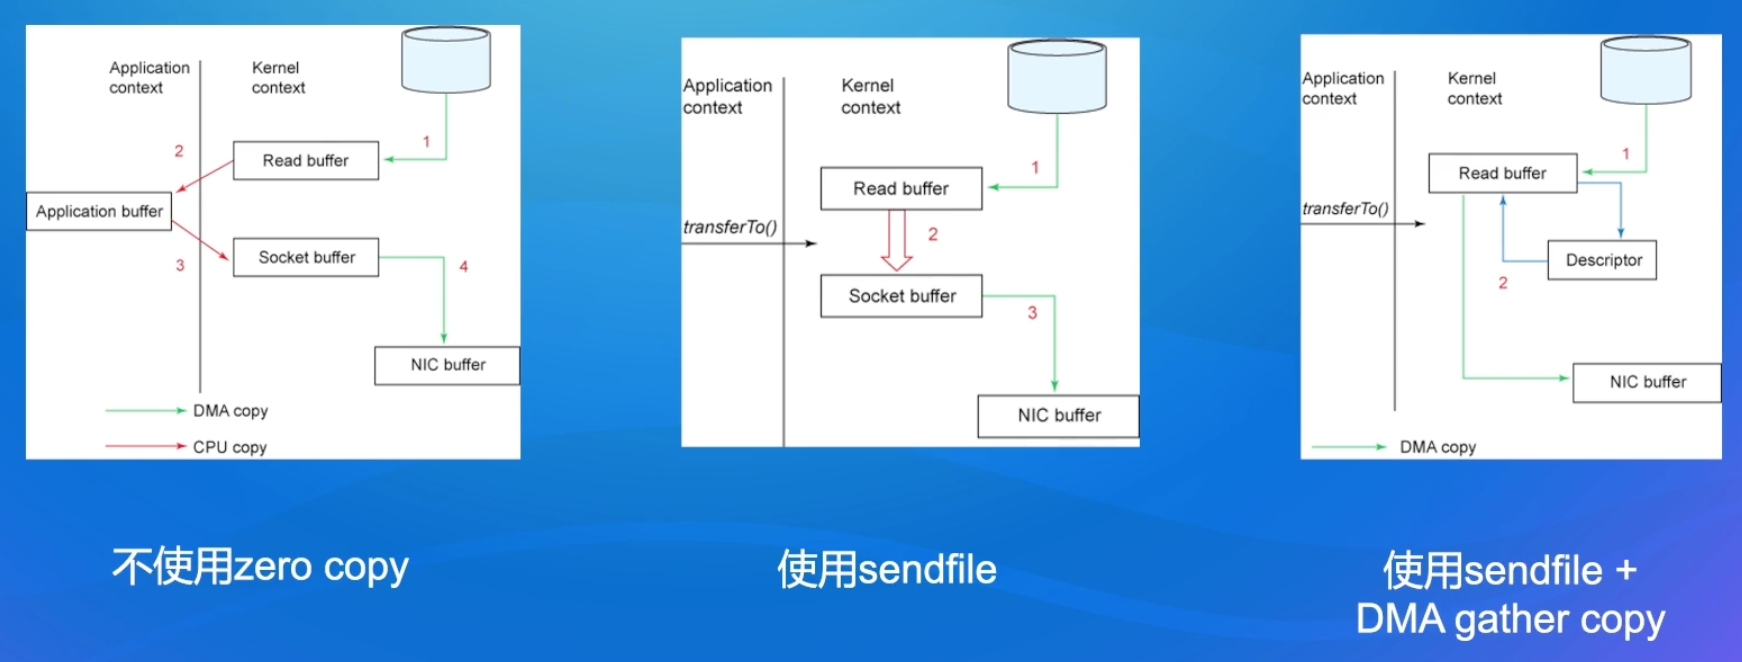 Application
context
Kernel
context
1
2
Read buffer
Application buffer
3
Socket buffer
4
NIC buffer
DMA copy
CPU copy
不使用zero copy
Application
context
Kernel
context
1
Read buffer
transferTo()
2
Socket buffer
3
NIC buffer
使用sendfile
Application
context
Kernel
context
1
Read buffer
transferTo()
Descriptor
2
NIC buffer
DMA copy
使用sendfile +
DMA gather copy